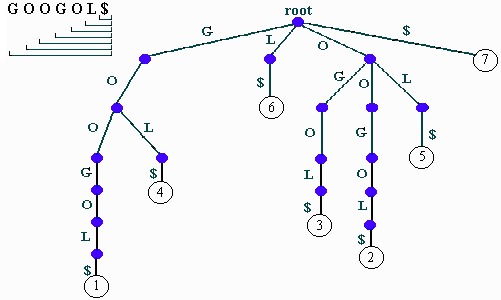 GOOGOL$
root
G L O $
7
O $ G O L
6
O L O G $
5
G $ L O
4
O $ L
3
L $
2
$
1